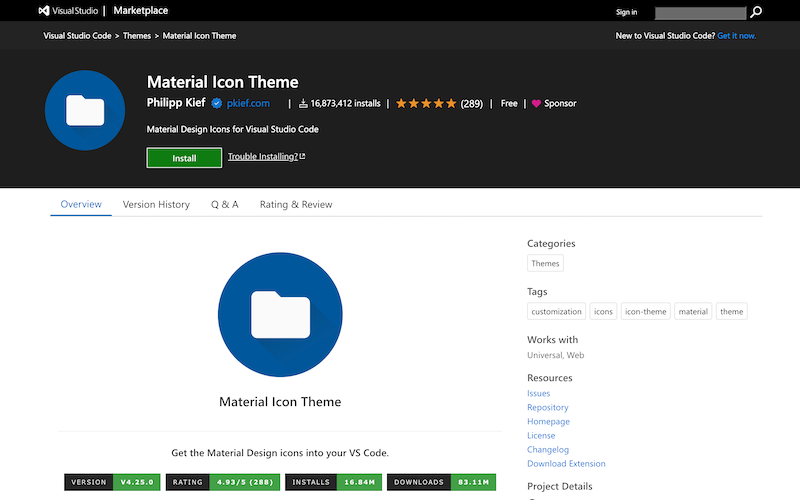 Visual Studio | Marketplace
Sign in
Visual Studio Code > Themes > Material Icon Theme
New to Visual Studio Code? Get it now.
Material Icon Theme
Philipp Kief pkief.com | 16,873,412 installs | (289) | Free | Sponsor
Material Design Icons for Visual Studio Code
Install Trouble Installing?
Overview Version History Q & A Rating & Review
Material Icon Theme
Get the Material Design icons into your VS Code.
VERSION V4.25.0 RATING 4.93/5 (288) INSTALLS 16.84M DOWNLOADS 83.11M
Categories
Themes
Tags
customization icons icon-theme material theme
Works with
Universal, Web
Resources
Issues
Repository
Homepage
License
Changelog
Download Extension
Project Details